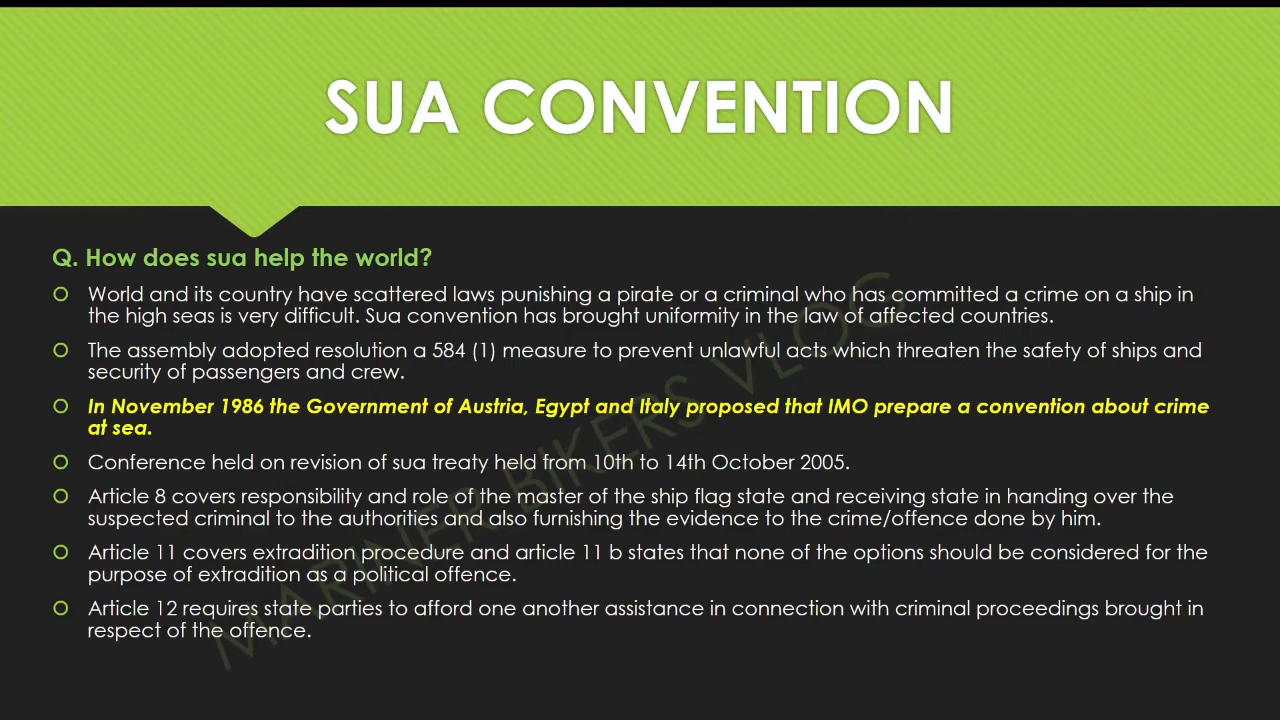 SUA CONVENTION
Q. How does sua help the world?
World and its country have scattered laws punishing a pirate or a criminal who has committed a crime on a ship in
the high seas is very difficult. Sua convention has brought uniformity in the law of affected countries.
The assembly adopted resolution a 584 (1) measure to prevent unlawful acts which threaten the safety of ships and
security of passengers and crew.
In November 1986 the Government of Austria, Egypt and Italy proposed that IMO prepare a convention about crime
at sea.
Conference held on revision of sua treaty held from 10th to 14th October 2005.
Article 8 covers responsibility and role of the master of the ship flag state and receiving state in handing over the
suspected criminal to the authorities and also furnishing the evidence to the crime/offence done by him.
Article 11 covers extradition procedure and article 11 b states that none of the options should be considered for the
purpose of extradition as a political offence.
Article 12 requires state parties to afford one another assistance in connection with criminal proceedings brought in
respect of the offence.
MARINER BIKERS VLOG